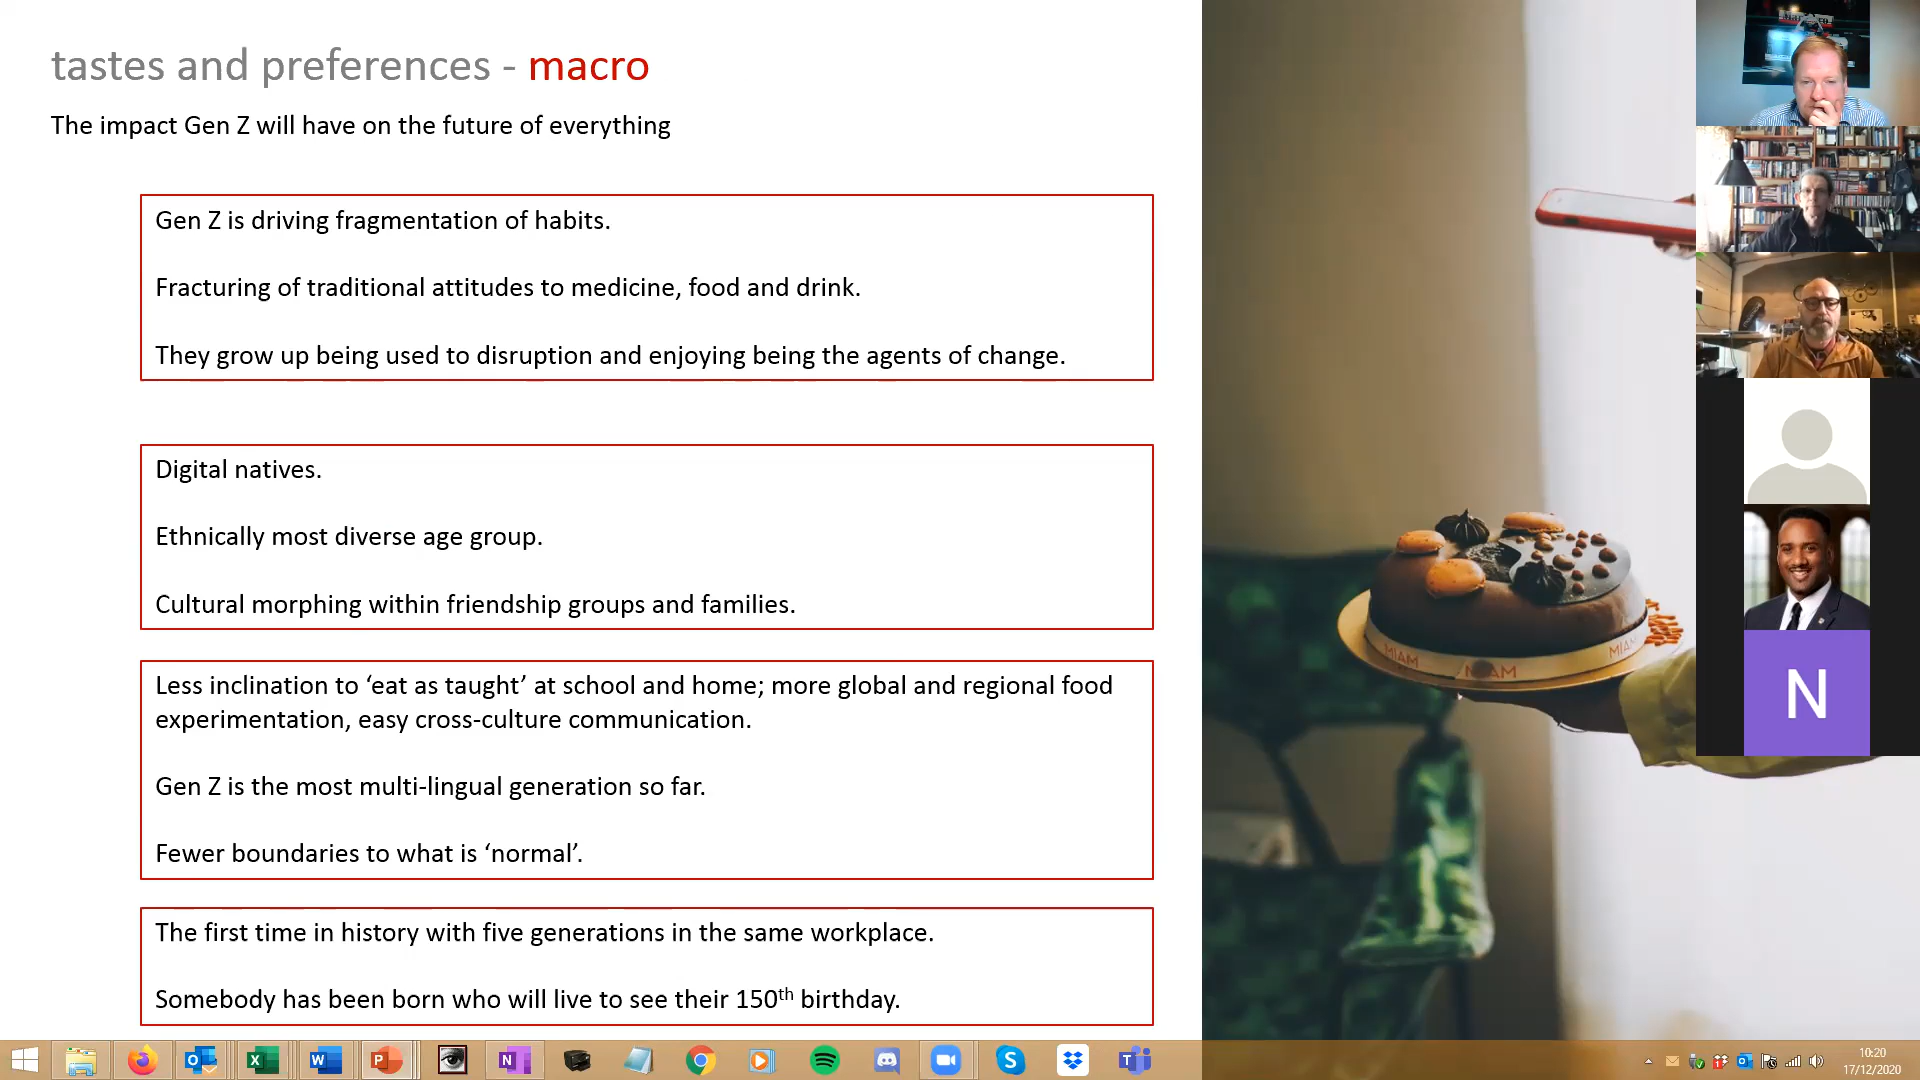 tastes and preferences - macro
The impact Gen Z will have on the future of everything
Gen Z is driving fragmentation of habits.
Fracturing of traditional attitudes to medicine, food and drink.
They grow up being used to disruption and enjoying being the agents of change.
Digital natives.
Ethnically most diverse age group.
Cultural morphing within friendship groups and families.
Less inclination to ‘eat as taught’ at school and home; more global and regional food
experimentation, easy cross-culture communication.
Gen Z is the most multi-lingual generation so far.
Fewer boundaries to what is ‘normal’.
The first time in history with five generations in the same workplace.
Somebody has been born who will live to see their 150th birthday.
MIAM
MIAM
N
10:20
17/12/2020